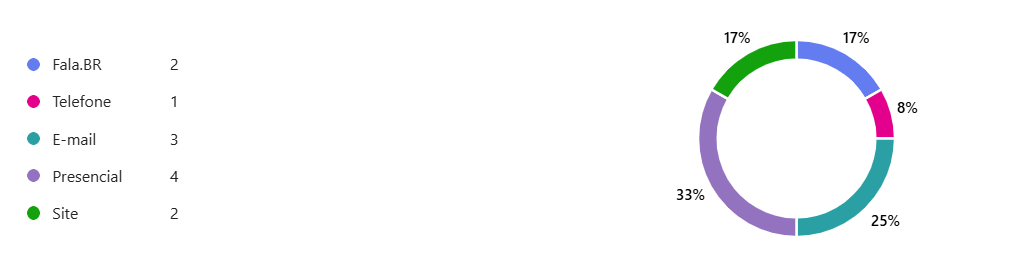 Fala.BR 2
Telefone 1
E-mail 3
Presencial 4
Site 2
17% 17%
8%
33%
25%